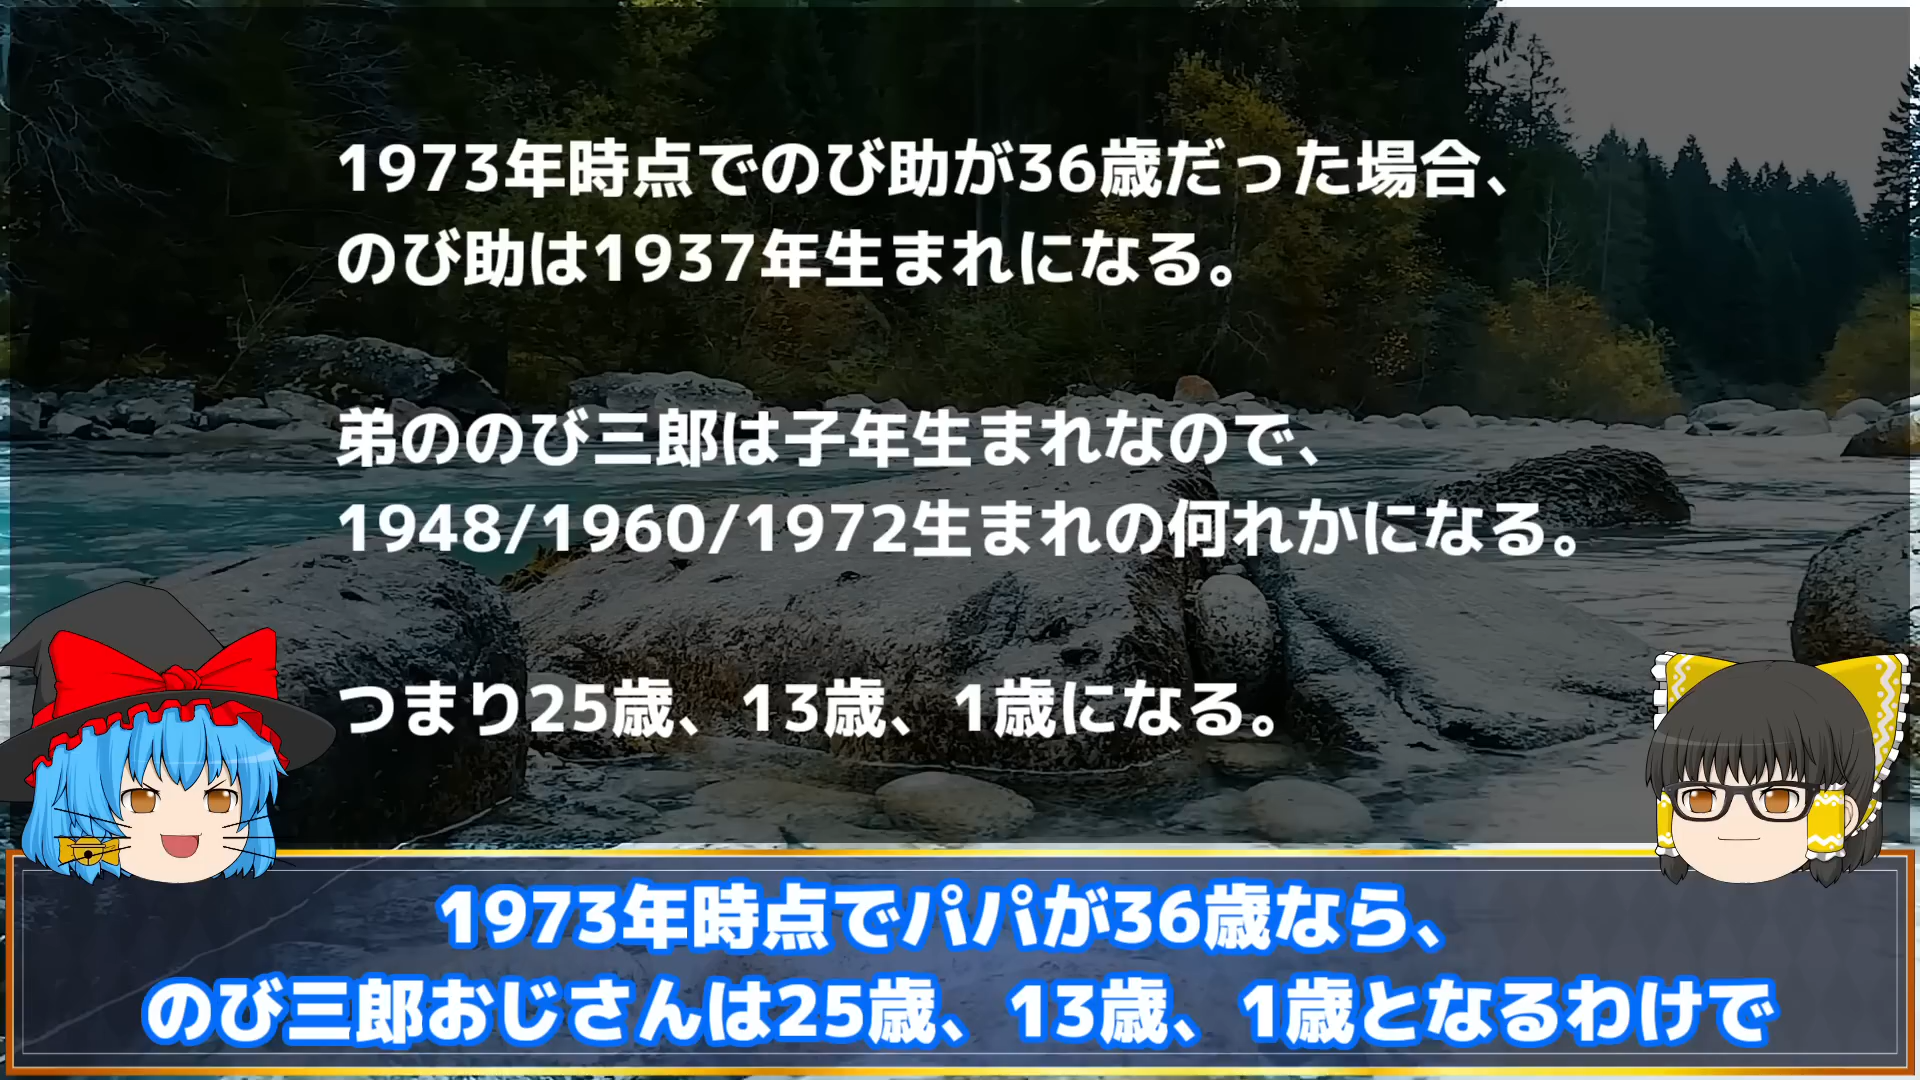 1973年時点でのび助が36歳だった場合、
のび助は1937年生まれになる。
弟ののび三郎は子年生まれなので、
1948/1960/1972生まれの何れかになる。
つまり25歳、13歳、1歳になる。
1973年時点でパパが36歳なら、
のび三郎おじさんは25歳、13歳、1歳となるわけで